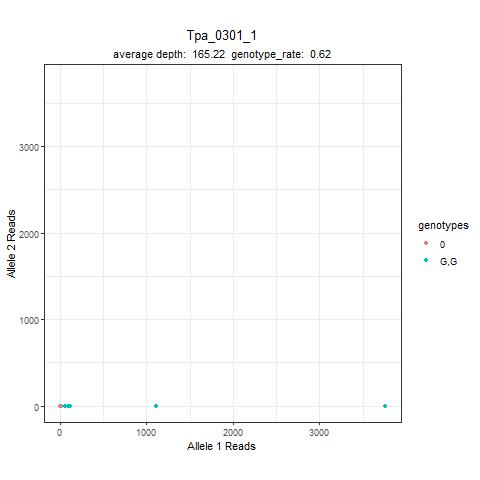 Tpa_0301_1
average depth: 165.22 genotype_rate: 0.62
Allele 2 Reads
3000
2000
1000
0
0 1000 2000 3000
Allele 1 Reads
genotypes
0
G,G